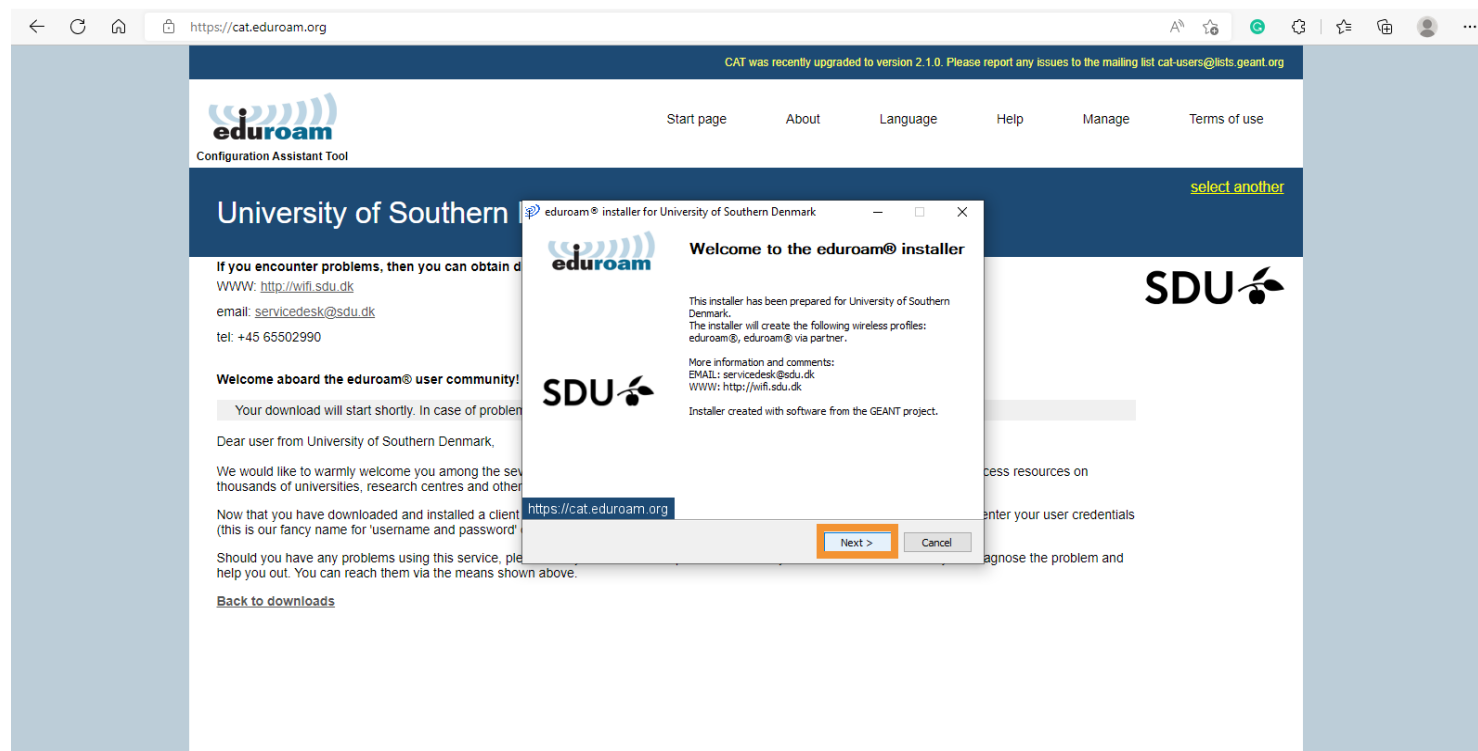 https://cat.eduroam.org
CAT was recently upgraded to version 2.1.0. Please report any issues to the mailing list cat-users@lists.geant.org
eduroam
Configuration Assistant Tool
Start page About Language Help Manage Terms of use
select another
University of Southern
If you encounter problems, then you can obtain d
WWW: http://wifi.sdu.dk
email: servicedesk@sdu.dk
tel: +45 65502990
SDU
Welcome aboard the eduroam® user community!
Your download will start shortly. In case of problem
Dear user from University of Southern Denmark,
We would like to warmly welcome you among the sev cess resources on
thousands of universities, research centres and other
Now that you have downloaded and installed a client enter your user credentials
(this is our fancy name for 'username and password'
Should you have any problems using this service, ple agnose the problem and
help you out. You can reach them via the means shown above.
Back to downloads
eduroam® installer for University of Southern Denmark
eduroam
Welcome to the eduroam® installer
This installer has been prepared for University of Southern
Denmark.
The installer will create the following wireless profiles:
eduroam®, eduroam® via partner.
More information and comments:
EMAIL: servicedesk@sdu.dk
WWW: http://wifi.sdu.dk
Installer created with software from the GEANT project.
SDU
https://cat.eduroam.org
Next >
Cancel